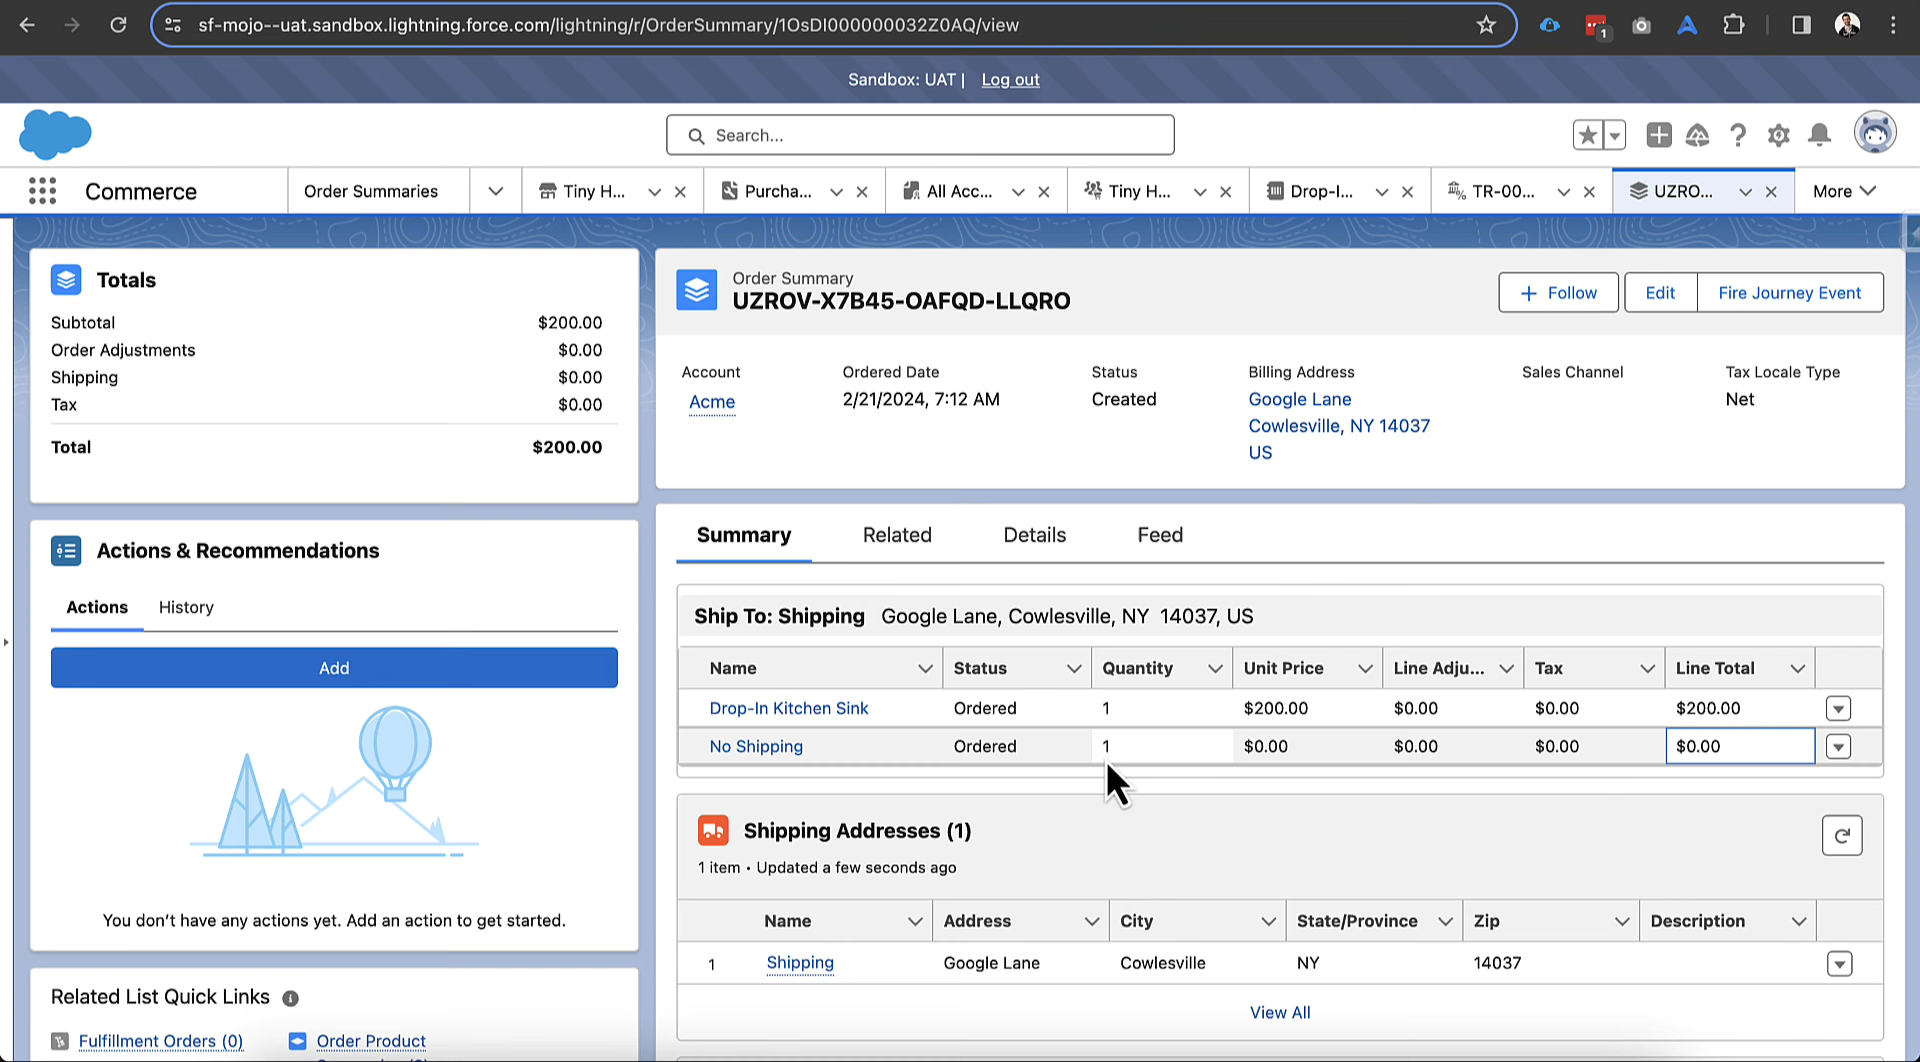 sf-mojo--uat.sandbox.lightning.force.com/lightning/r/OrderSummary/1OsDI000000032Z0AQ/view
1
Sandbox: UAT | Log out
Search...
Commerce
Order Summaries
Tiny H...
Purcha...
All Acc...
Tiny H...
Drop-I...
TR-00...
UZRO...
More
Totals
Subtotal $200.00
Order Adjustments $0.00
Shipping $0.00
Tax $0.00
Total $200.00
Actions & Recommendations
Actions History
Add
You don't have any actions yet. Add an action to get started.
Related List Quick Links
Fulfillment Orders (0) Order Product
Order Summary
UZROV-X7B45-OAFQD-LLQRO
Follow Edit Fire Journey Event
Account Ordered Date Status Billing Address Sales Channel Tax Locale Type
Acme 2/21/2024, 7:12 AM Created Google Lane Net
Cowlesville, NY 14037
US
Summary Related Details Feed
Ship To: Shipping Google Lane, Cowlesville, NY 14037, US
Name Status Quantity Unit Price Line Adju... Tax Line Total
Drop-In Kitchen Sink Ordered 1 $200.00 $0.00 $0.00 $200.00
No Shipping Ordered 1 $0.00 $0.00 $0.00 $0.00
Shipping Addresses (1)
1 item • Updated a few seconds ago
Name Address City State/Province Zip Description
1 Shipping Google Lane Cowlesville NY 14037
View All